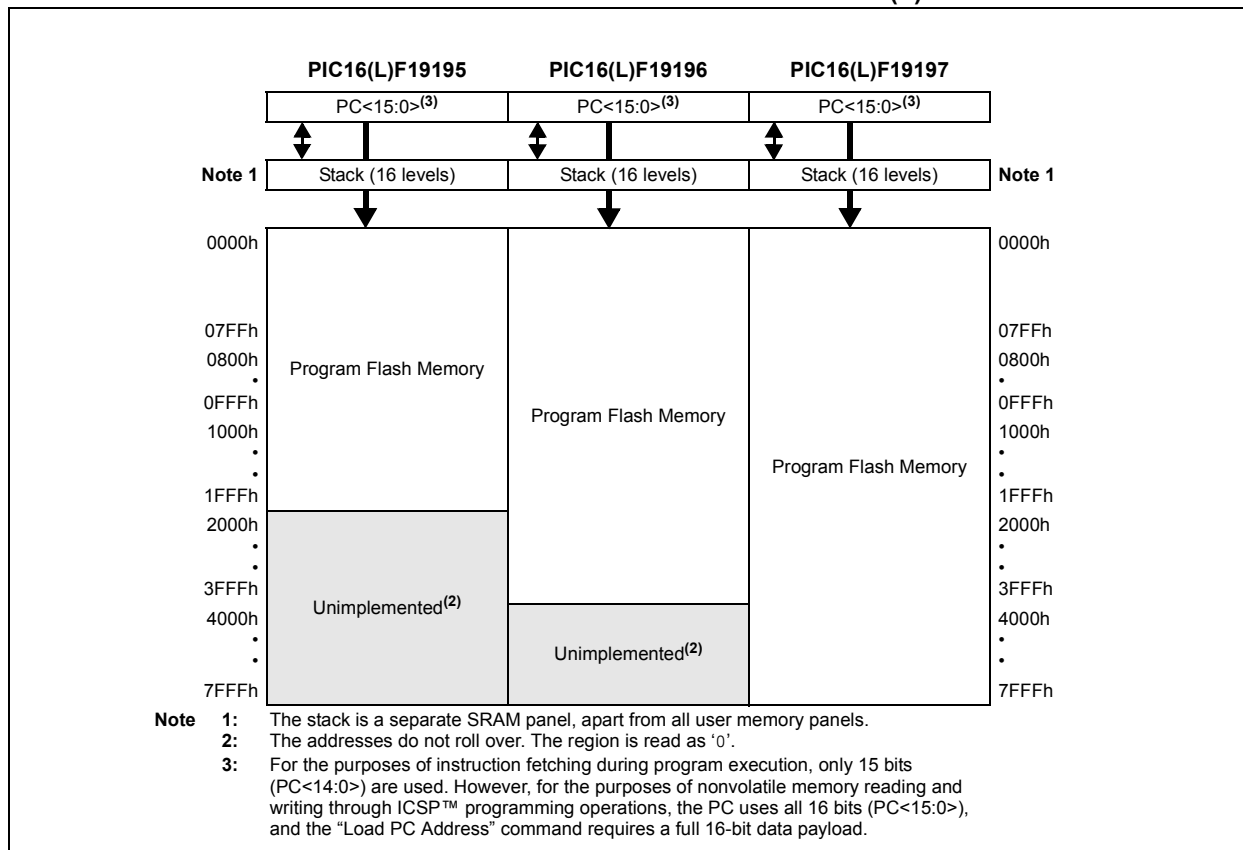 PIC16(L)F19195 PIC16(L)F19196 PIC16(L)F19197
PC<15:0>(3) PC<15:0>(3) PC<15:0>(3)
Note 1 Stack (16 levels) Stack (16 levels) Stack (16 levels) Note 1
0000h 0000h
07FFh 07FFh
0800h Program Flash Memory 0800h
• •
0FFFh Program Flash Memory 0FFFh
1000h 1000h
• •
• Program Flash Memory •
1FFFh 1FFFh
2000h 2000h
• •
• •
3FFFh Unimplemented(2) 3FFFh
4000h 4000h
• Unimplemented(2) •
• •
7FFFh 7FFFh
Note 1: The stack is a separate SRAM panel, apart from all user memory panels.
2: The addresses do not roll over. The region is read as ‘0’.
3: For the purposes of instruction fetching during program execution, only 15 bits
(PC<14:0>) are used. However, for the purposes of nonvolatile memory reading and
writing through ICSP™ programming operations, the PC uses all 16 bits (PC<15:0>),
and the “Load PC Address” command requires a full 16-bit data payload.